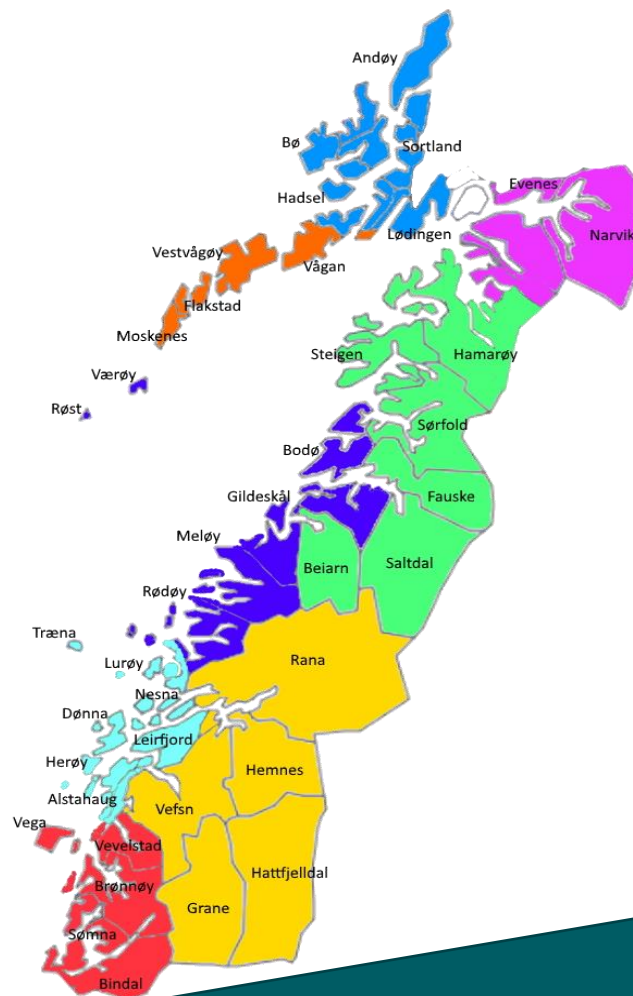 Andøy
Bø
Sortland
Hadsel
Evenes
Narvik
Lødingen
Vestvågøy
Vågan
Flakstad
Moskenes
Steigen
Hamarøy
Værøy
Røst
Sørfold
Bodø
Fauske
Gildeskål
Meløy
Beiarn
Saltdal
Rødøy
Træna
Lurøy
Rana
Nesna
Dønna
Leirfjord
Herøy
Hemnes
Alstahaug
Vefsn
Vega
Vevelstad
Hattfjelldal
Brønnøy
Grane
Sømna
Bindal